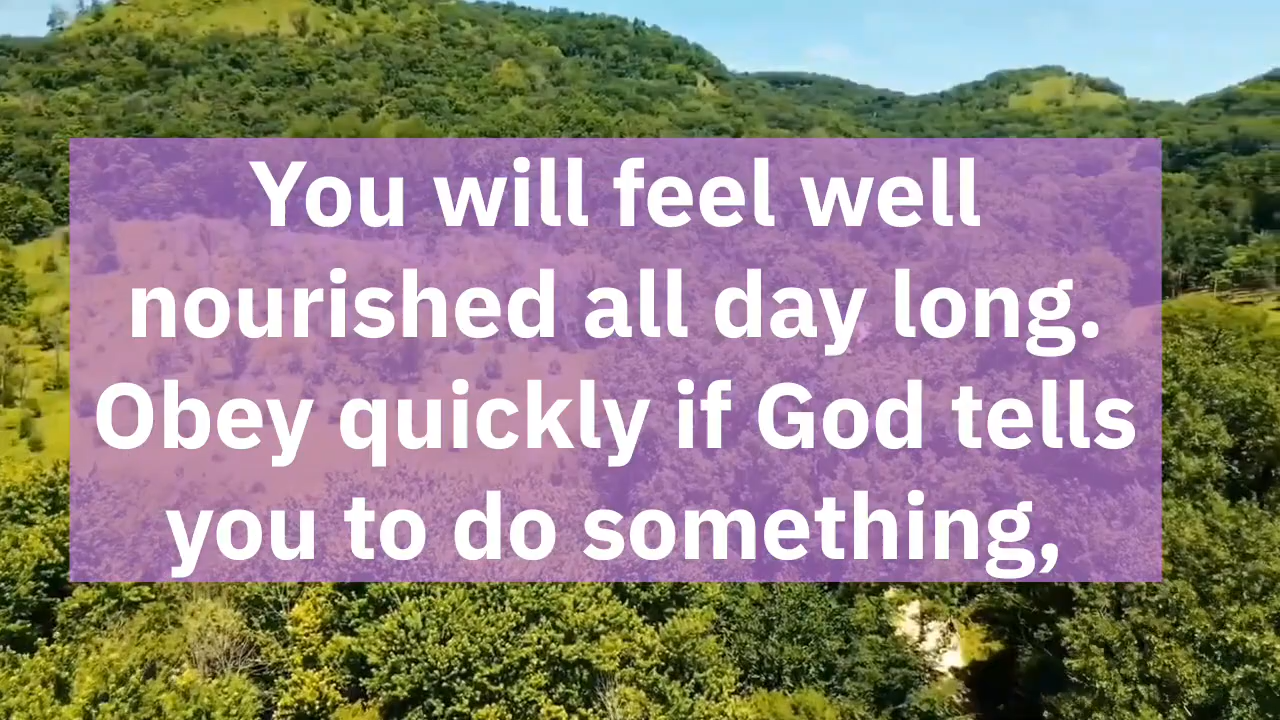 You will feel well
nourished all day long.
Obey quickly if God tells
you to do something,